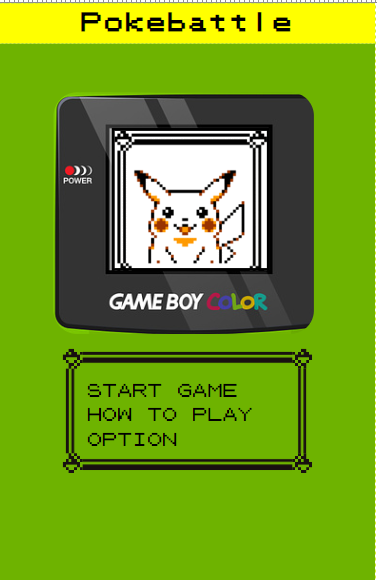 Pokebattle
POWER
GAME BOY COLOR
START GAME
HOW TO PLAY
OPTION